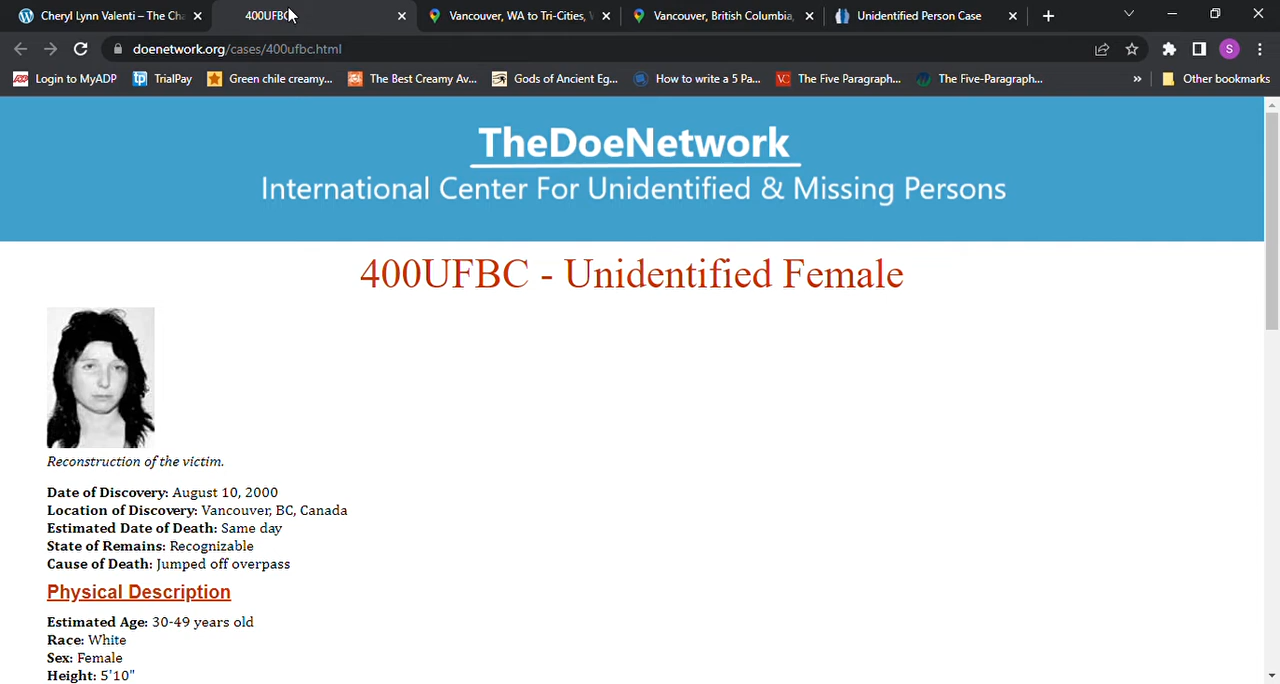 Cheryl Lynn Valenti – The Cha
400UFBC
Vancouver, WA to Tri-Cities, W
Vancouver, British Columbia,
Unidentified Person Case
doenetwork.org/cases/400ufbc.html
S
ADP Login to MyADP
tp TrialPay
Green chile creamy...
The Best Creamy Av...
Gods of Ancient Eg...
How to write a 5 Pa...
VC The Five Paragraph...
The Five-Paragraph...
»
Other bookmarks
TheDoeNetwork
International Center For Unidentified & Missing Persons
400UFBC - Unidentified Female
Reconstruction of the victim.
Date of Discovery: August 10, 2000
Location of Discovery: Vancouver, BC, Canada
Estimated Date of Death: Same day
State of Remains: Recognizable
Cause of Death: Jumped off overpass
Physical Description
Estimated Age: 30-49 years old
Race: White
Sex: Female
Height: 5'10"